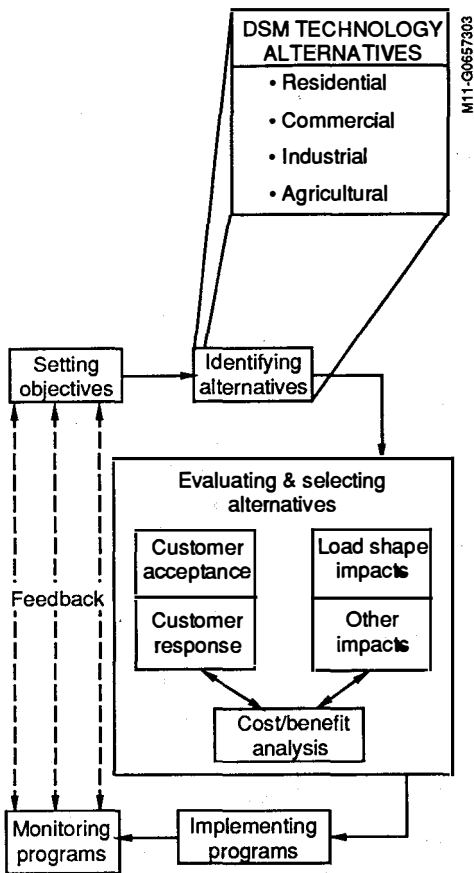 DSM TECHNOLOGY
ALTERNATIVES
• Residential
• Commercial
• Industrial
• Agricultural
M11-G0657303
Setting
objectives
Identifying
alternatives
Evaluating & selecting
alternatives
Customer
acceptance
Load shape
impacts
Feedback
Customer
response
Other
impacts
Cost/benefit
analysis
Monitoring
programs
Implementing
programs